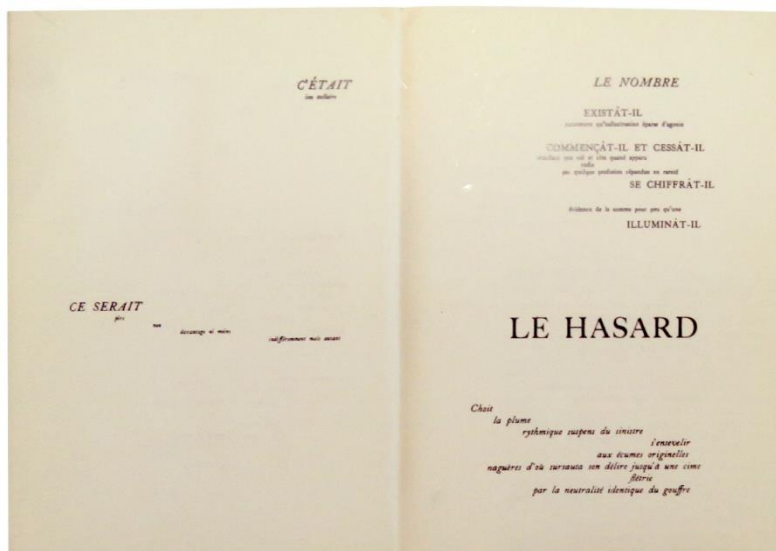 C'ÉTAIT
issu stellaire
CE SERAIT
pire
non
davantage ni moins
indifféremment mais autant
LE NOMBRE
EXISTÂT-IL
autrement qu'hallucination éparse d'agonie
COMMENÇÂT-IL ET CESSÂT-IL
sourdant que nié et clos quand apparu
enfin
par quelque profusion répandue en rareté
SE CHIFFRÂT-IL
évidence de la somme pour peu qu'une
ILLUMINÂT-IL
LE HASARD
Choit
la plume
rythmique suspens du sinistre
s'ensevelir
aux écumes originelles
naguères d'où sursauta son délire jusqu'à une cime
flétrie
par la neutralité identique du gouffre